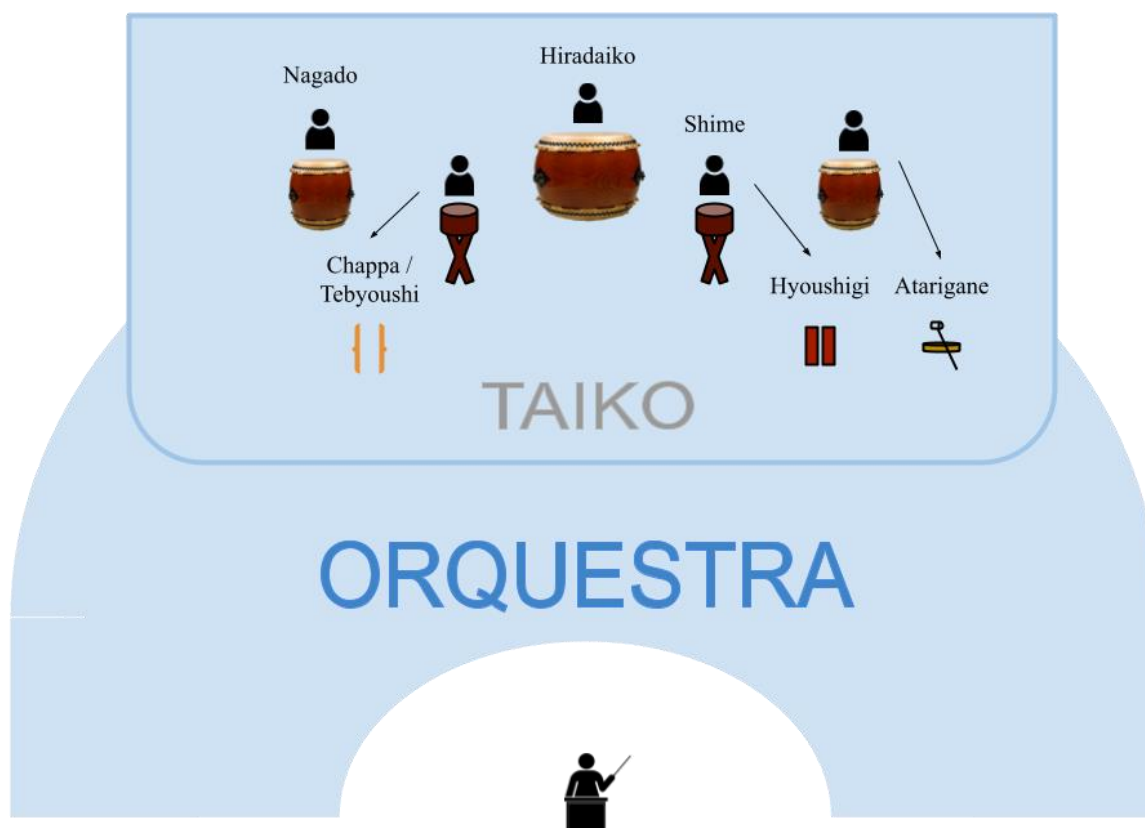 Hiradaiko
Nagado
Shime
Chappa /
Tebyoushi
Hyoushigi
Atarigane
TAIKO
ORQUESTRA